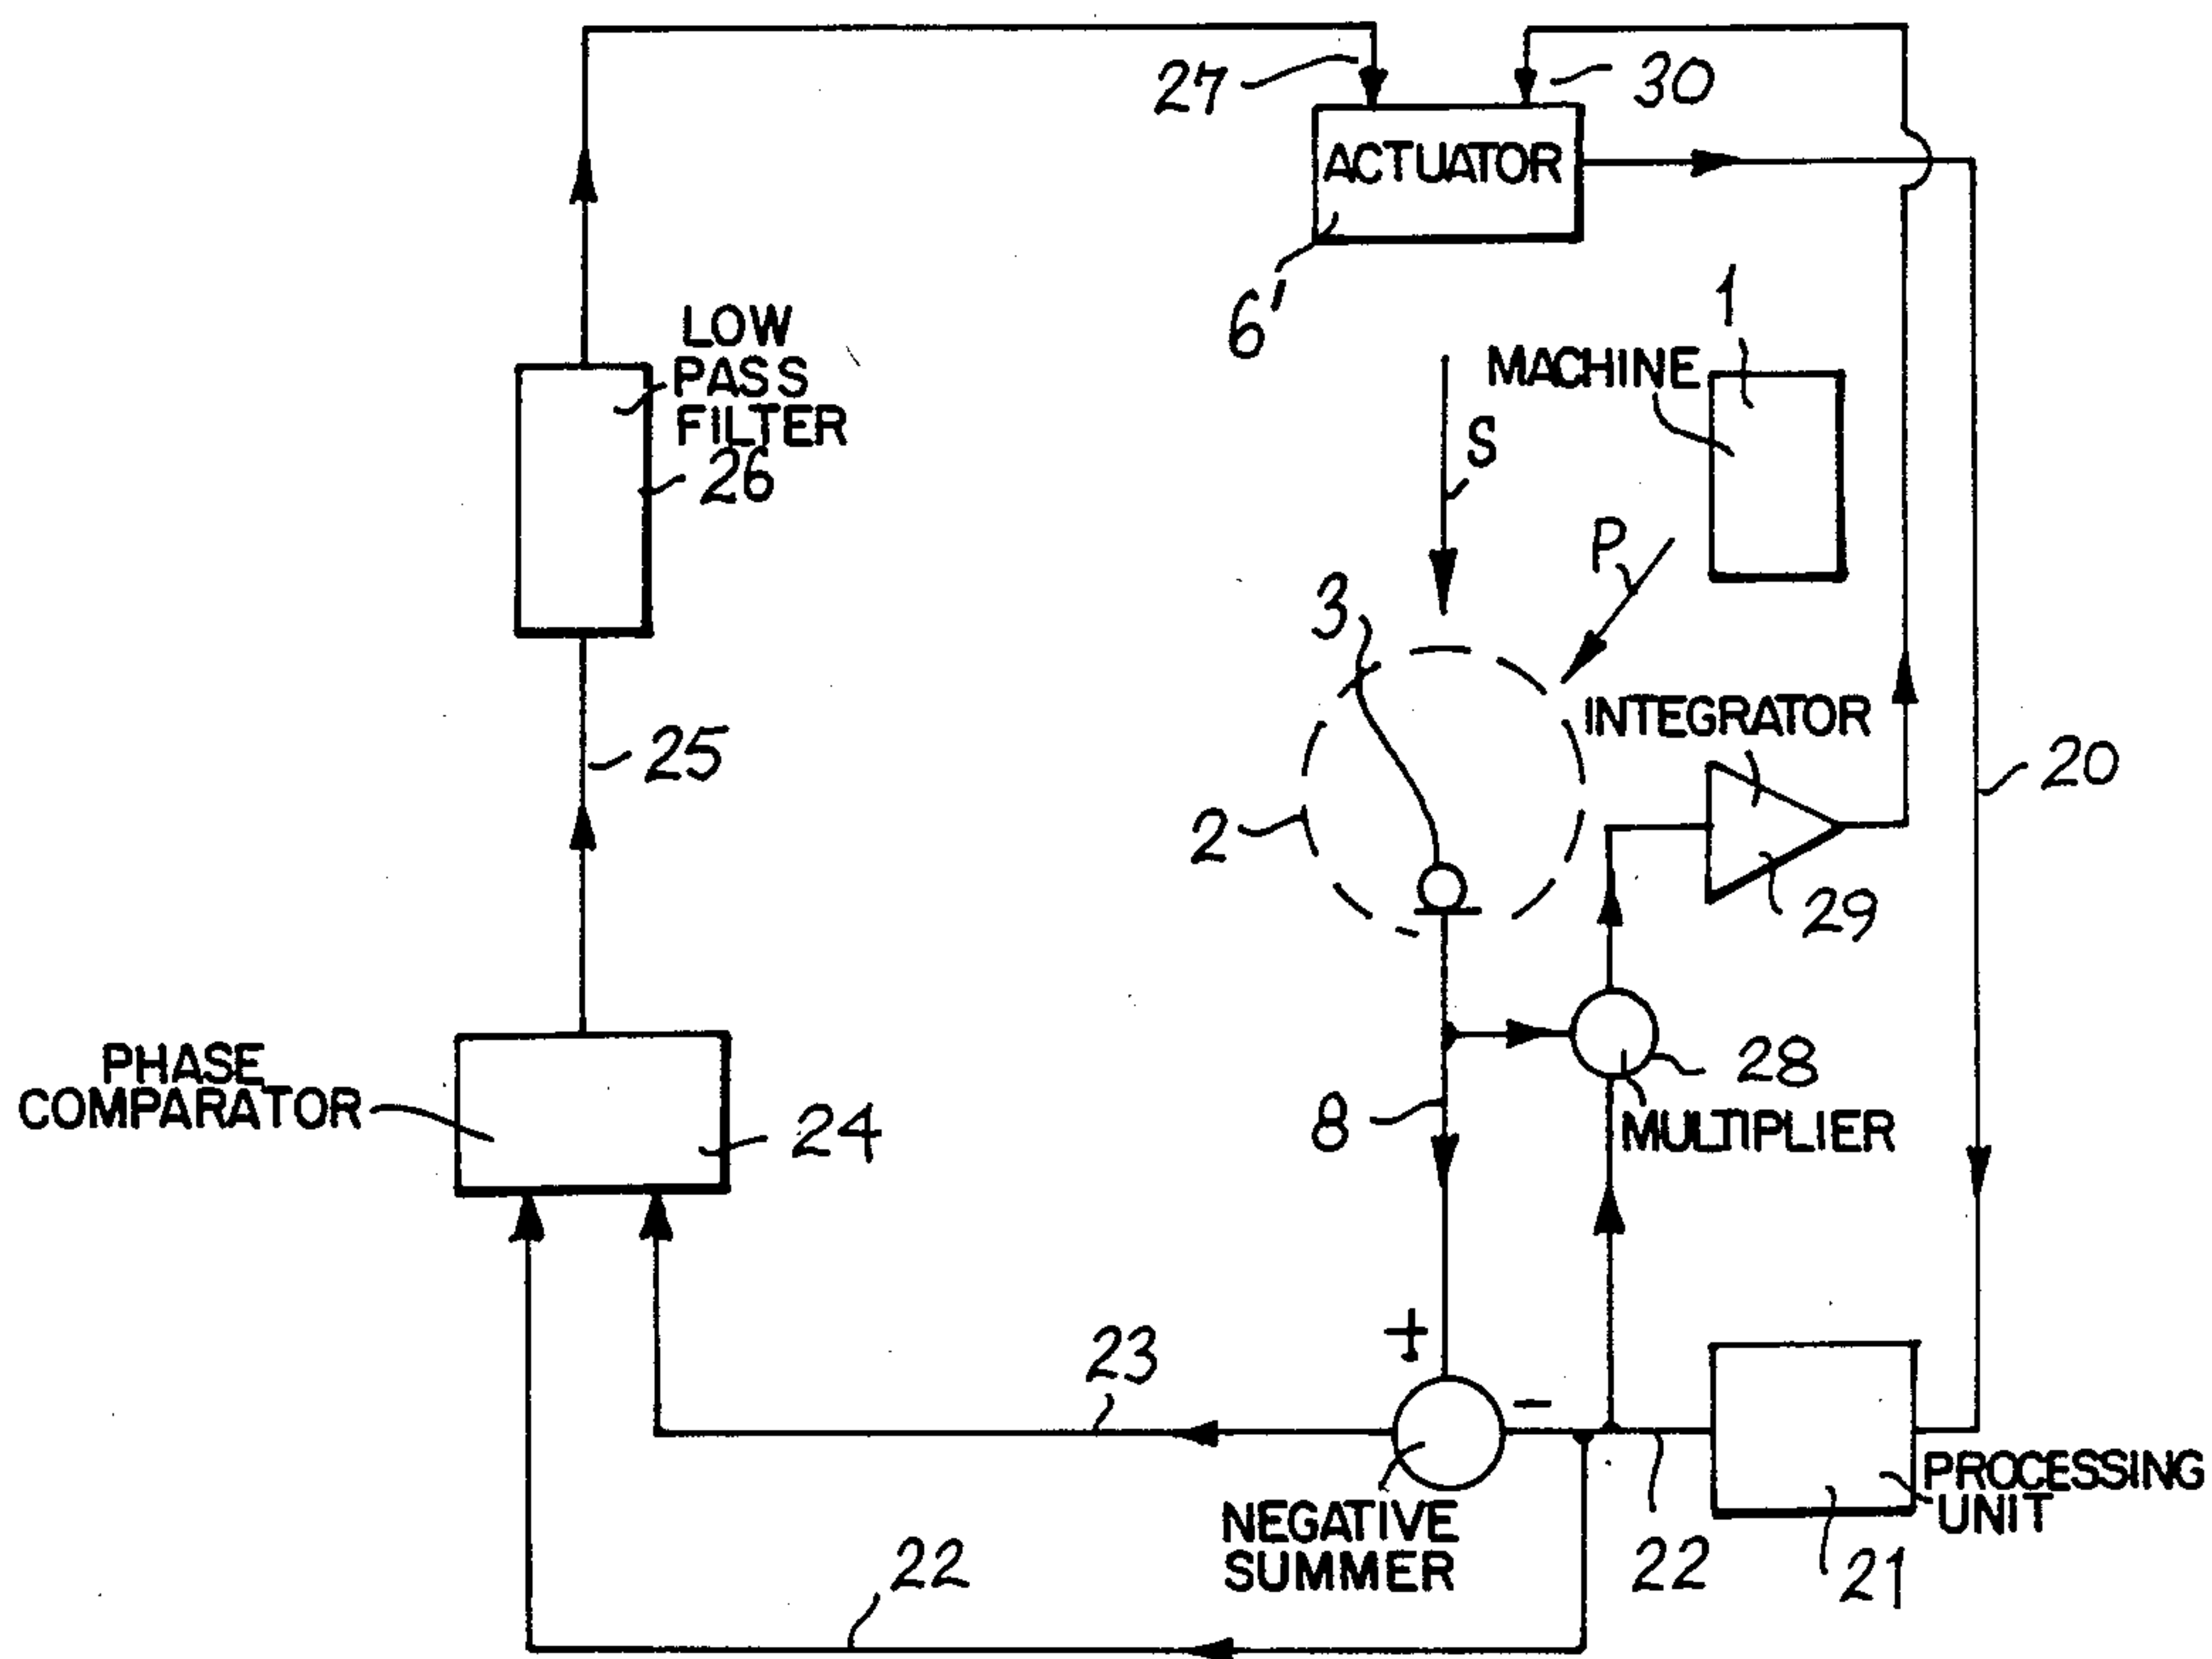 27
30
ACTUATOR
6'
1
LOW
PASS
FILTER
26
MACHINE
S
P
3
INTEGRATOR
25
20
2
29
PHASE
COMPARATOR
24
28
8
MULTIPLIER
+
23
-
PROCESSING
UNIT
NEGATIVE
SUMMER
22
22
21